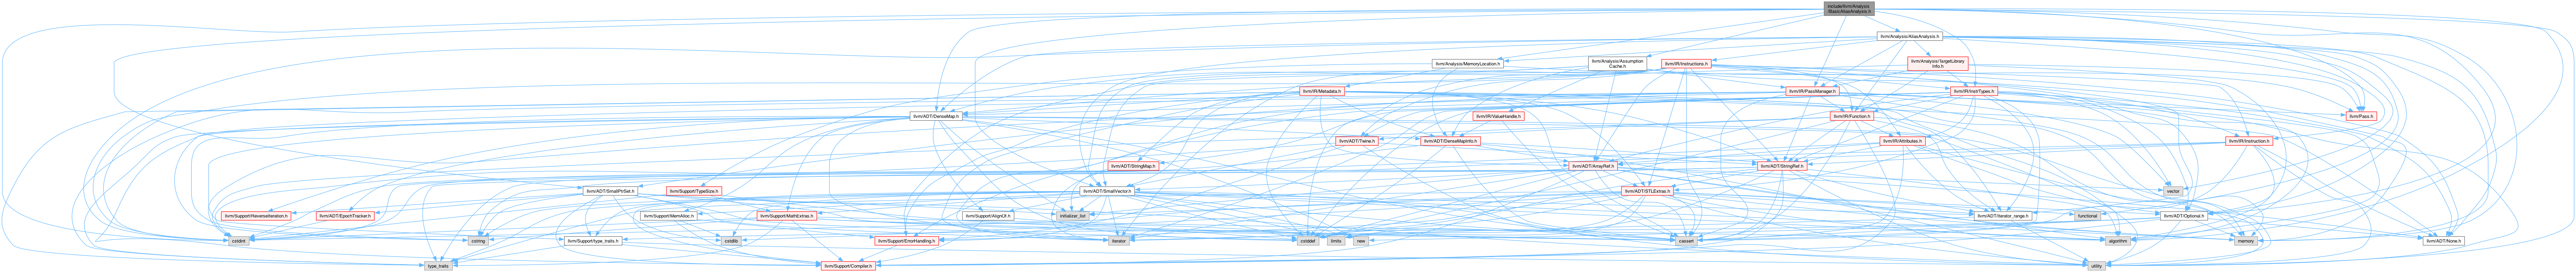 include/llvm/Analysis
/BasicAliasAnalysis.h
llvm/Analysis/AliasAnalysis.h
llvm/Analysis/MemoryLocation.h
llvm/Analysis/Assumption
Cache.h
llvm/IR/Instructions.h
llvm/Analysis/TargetLibrary
Info.h
llvm/IR/Metadata.h
llvm/IR/PassManager.h
llvm/IR/InstrTypes.h
llvm/ADT/DenseMap.h
llvm/IR/ValueHandle.h
llvm/IR/Function.h
llvm/Pass.h
llvm/ADT/Twine.h
llvm/ADT/DenseMapInfo.h
llvm/IR/Attributes.h
llvm/IR/Instruction.h
llvm/ADT/StringMap.h
llvm/ADT/ArrayRef.h
llvm/ADT/StringRef.h
llvm/ADT/SmallPtrSet.h
llvm/Support/TypeSize.h
llvm/ADT/SmallVector.h
llvm/ADT/STLExtras.h
vector
llvm/Support/ReverseIteration.h
llvm/ADT/EpochTracker.h
llvm/Support/MemAlloc.h
llvm/Support/MathExtras.h
llvm/Support/AlignOf.h
initializer_list
llvm/ADT/iterator_range.h
functional
llvm/ADT/Optional.h
cstdint
cstring
llvm/Support/type_traits.h
cstdlib
llvm/Support/ErrorHandling.h
iterator
cstddef
limits
new
cassert
algorithm
memory
llvm/ADT/None.h
type_traits
llvm/Support/Compiler.h
utility